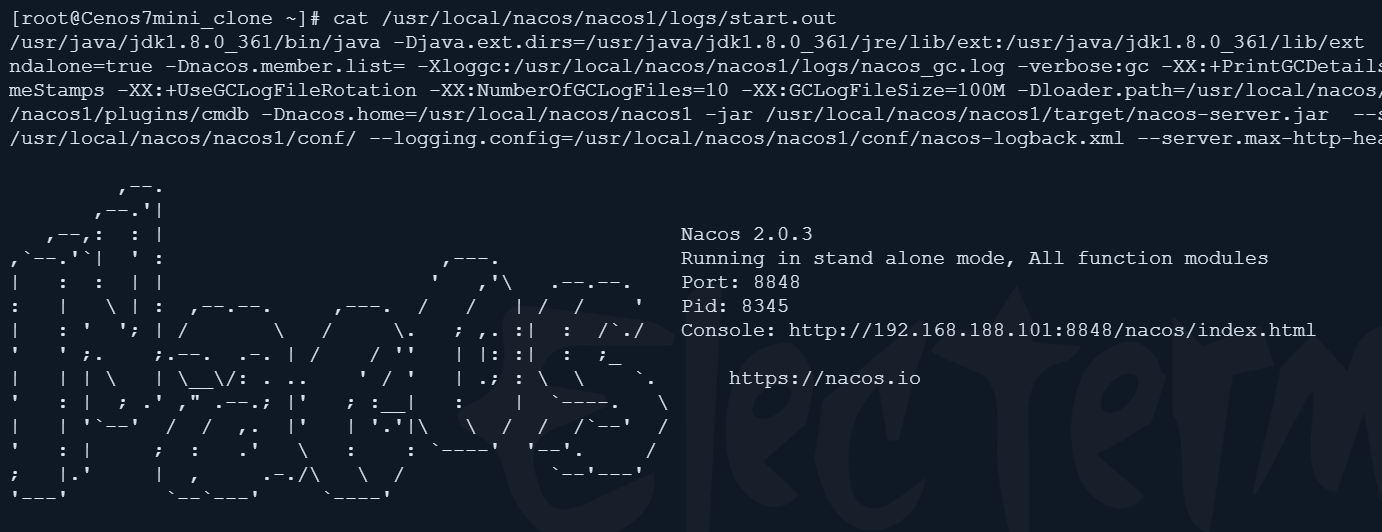 [root@Cenos7mini_clone ~]# cat /usr/local/nacos/nacos1/logs/start.out
/usr/java/jdk1.8.0_361/bin/java -Djava.ext.dirs=/usr/java/jdk1.8.0_361/jre/lib/ext:/usr/java/jdk1.8.0_361/lib/ext
ndalone=true -Dnacos.member.list= -Xloggc:/usr/local/nacos/nacos1/logs/nacos_gc.log -verbose:gc -XX:+PrintGCDetails
meStamps -XX:+UseGCLogFileRotation -XX:NumberOfGCLogFiles=10 -XX:GCLogFileSize=100M -Dloader.path=/usr/local/nacos/
/nacos1/plugins/cmdb -Dnacos.home=/usr/local/nacos/nacos1 -jar /usr/local/nacos/nacos1/target/nacos-server.jar  --s
/usr/local/nacos/nacos1/conf/ --logging.config=/usr/local/nacos/nacos1/conf/nacos-logback.xml --server.max-http-hea
Nacos 2.0.3
Running in stand alone mode, All function modules
Port: 8848
Pid: 8345
Console: http://192.168.188.101:8848/nacos/index.html
https://nacos.io
Nacos
Electerm